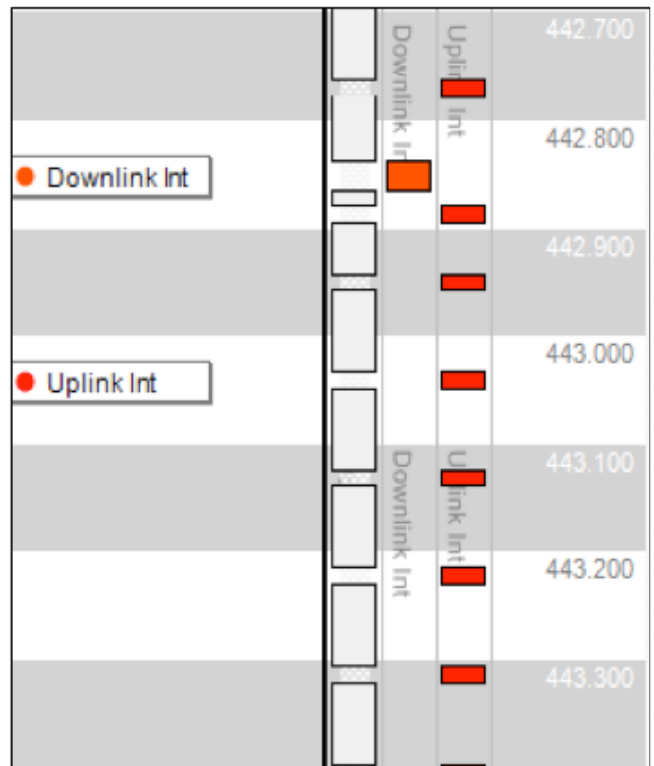 Downlink Int
Uplink Int
442.700
442.800
Downlink Int
442.900
443.000
Uplink Int
Downlink Int
Uplink Int
443.100
443.200
443.300